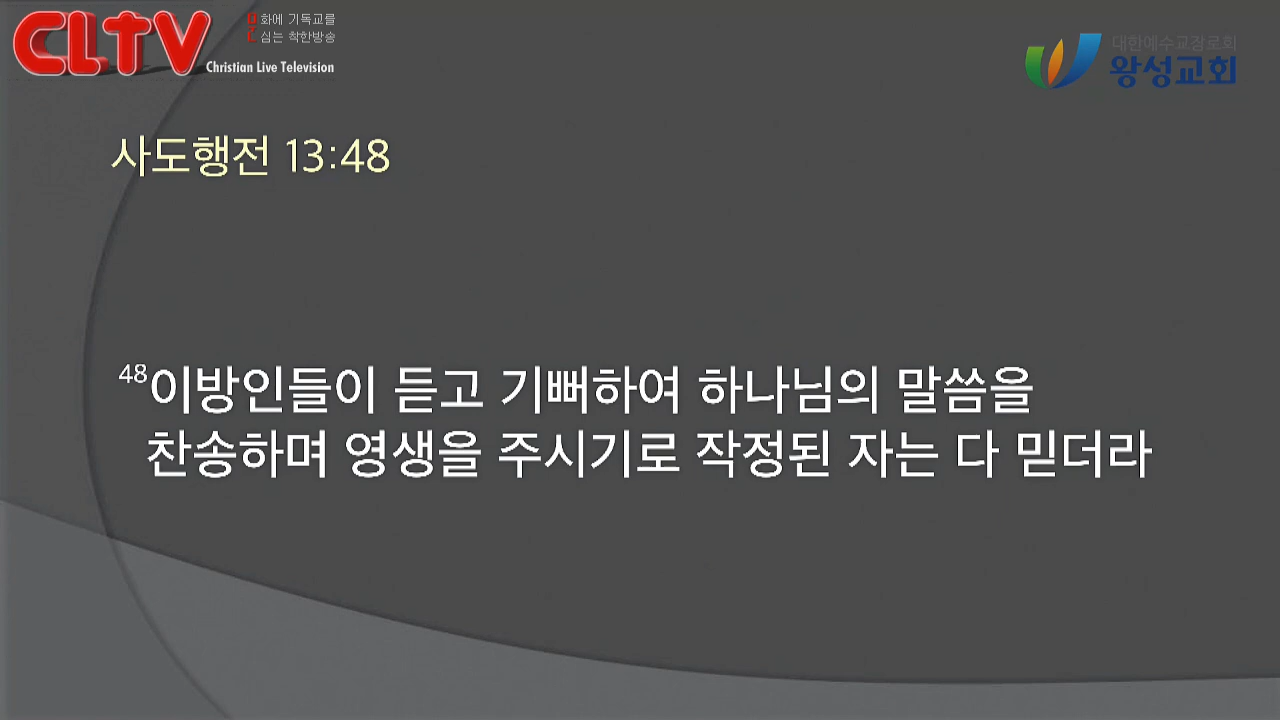 CLTV
화에 기독교를
심는 착한방송
Christian Live Television
대한예수교장로회
왕성교회
사도행전 13:48
48이방인들이 듣고 기뻐하여 하나님의 말씀을
찬송하며 영생을 주시기로 작정된 자는 다 믿더라